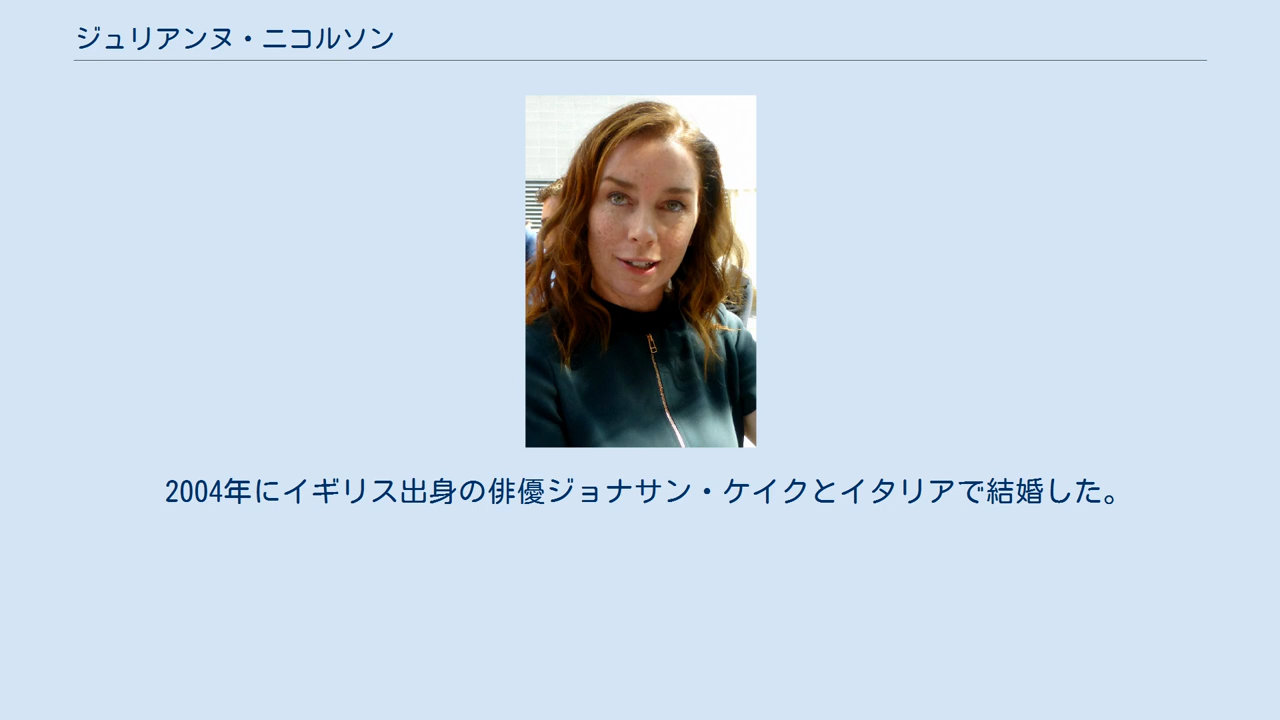 ジュリアンヌ・ニコルソン
2004年にイギリス出身の俳優ジョナサン・ケイクとイタリアで結婚した。